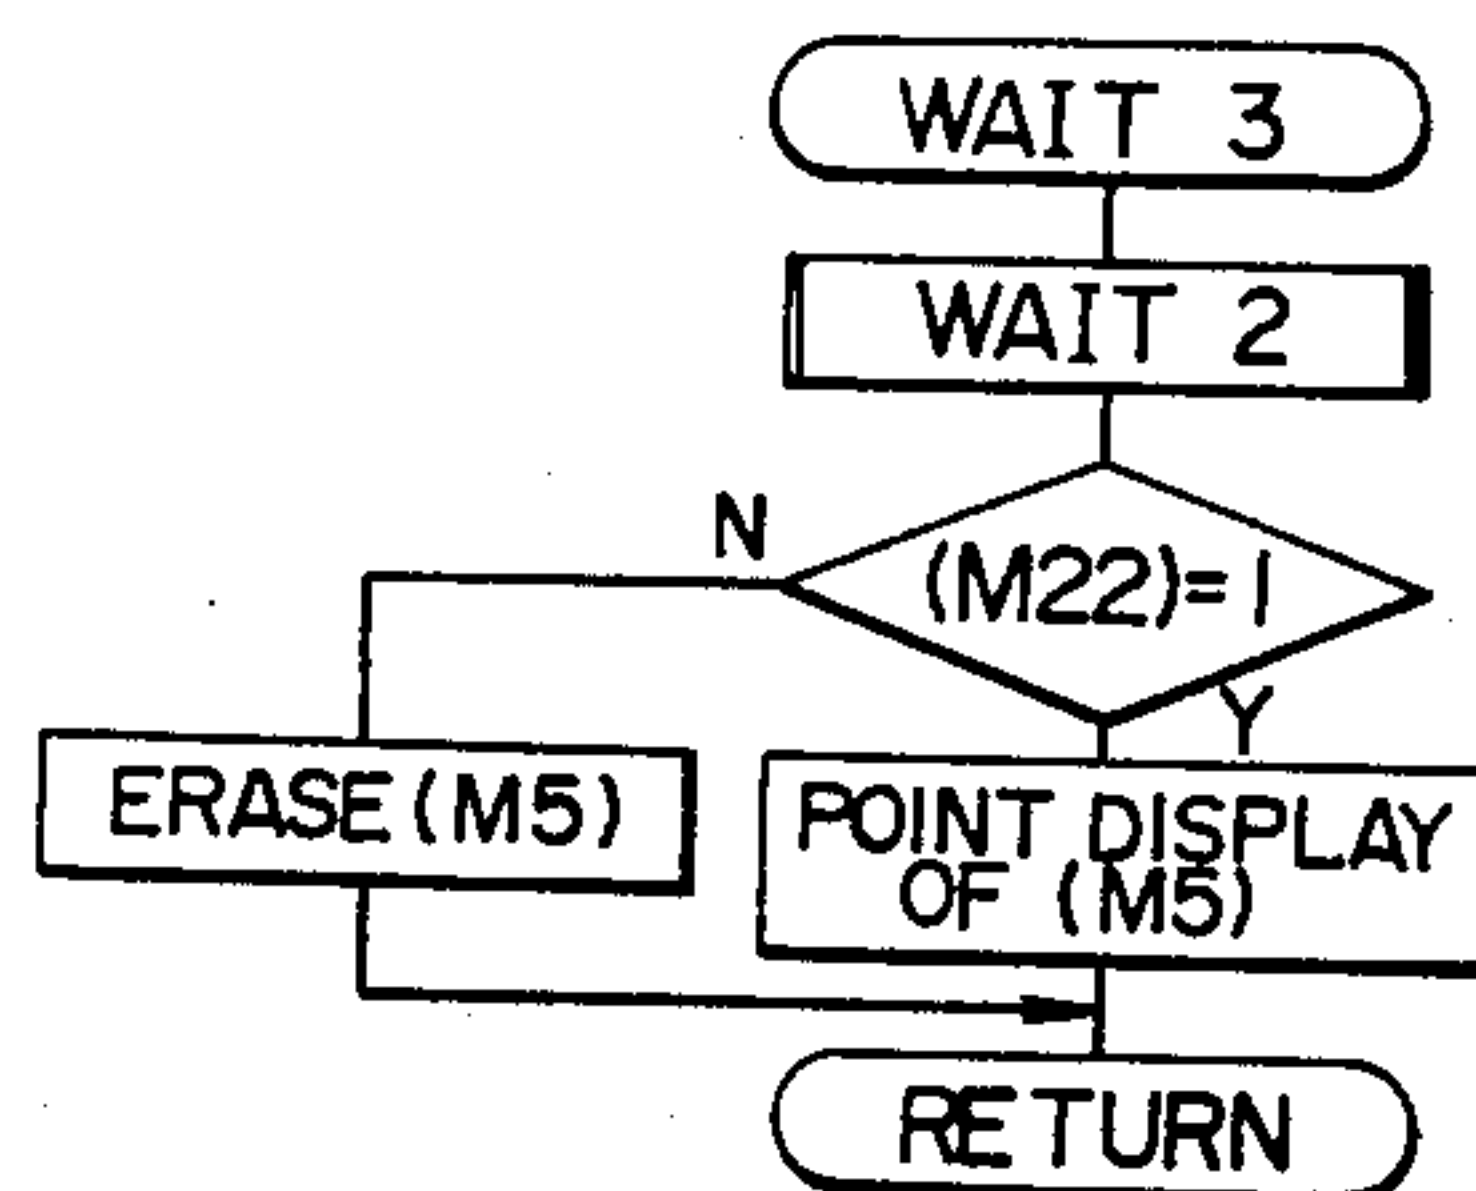 WAIT 3
WAIT 2
N
(M22)=1
Y
ERASE(M5)
POINT DISPLAY
OF (M5)
RETURN